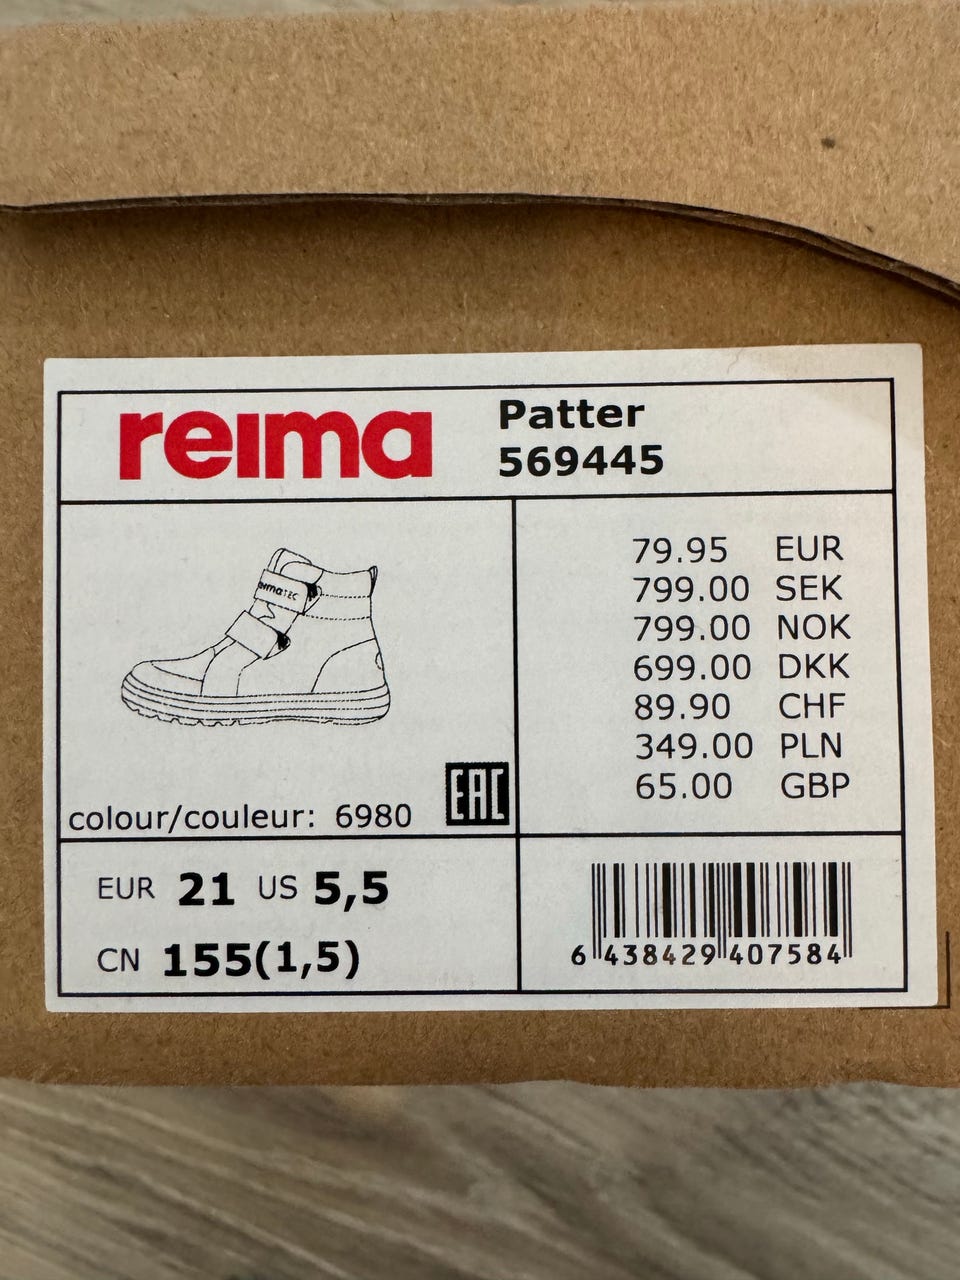 reima
Patter
569445
reimaTEC
colour/couleur: 6980
EAC
79.95 EUR
799.00 SEK
799.00 NOK
699.00 DKK
89.90 CHF
349.00 PLN
65.00 GBP
EUR 21 US 5,5
CN 155(1,5)
6 438429 407584